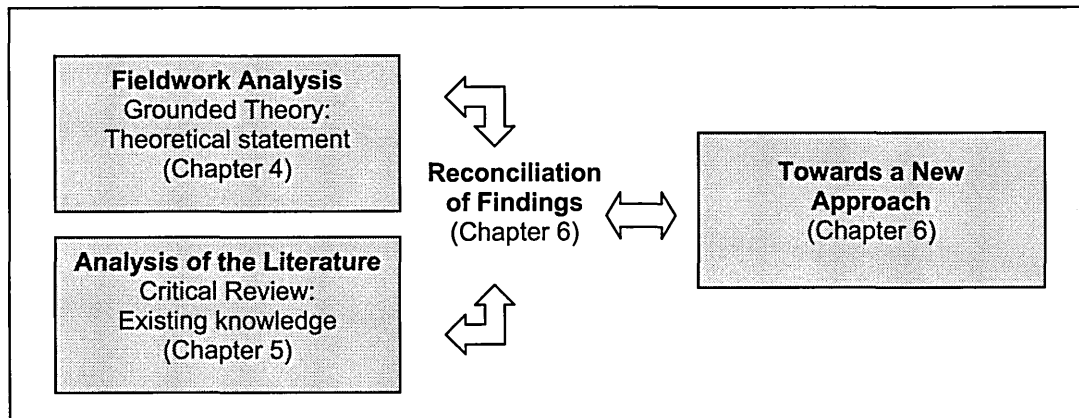 Fieldwork Analysis
Grounded Theory:
Theoretical statement
(Chapter 4)
Analysis of the Literature
Critical Review:
Existing knowledge
(Chapter 5)
Reconciliation
of Findings
(Chapter 6)
Towards a New
Approach
(Chapter 6)